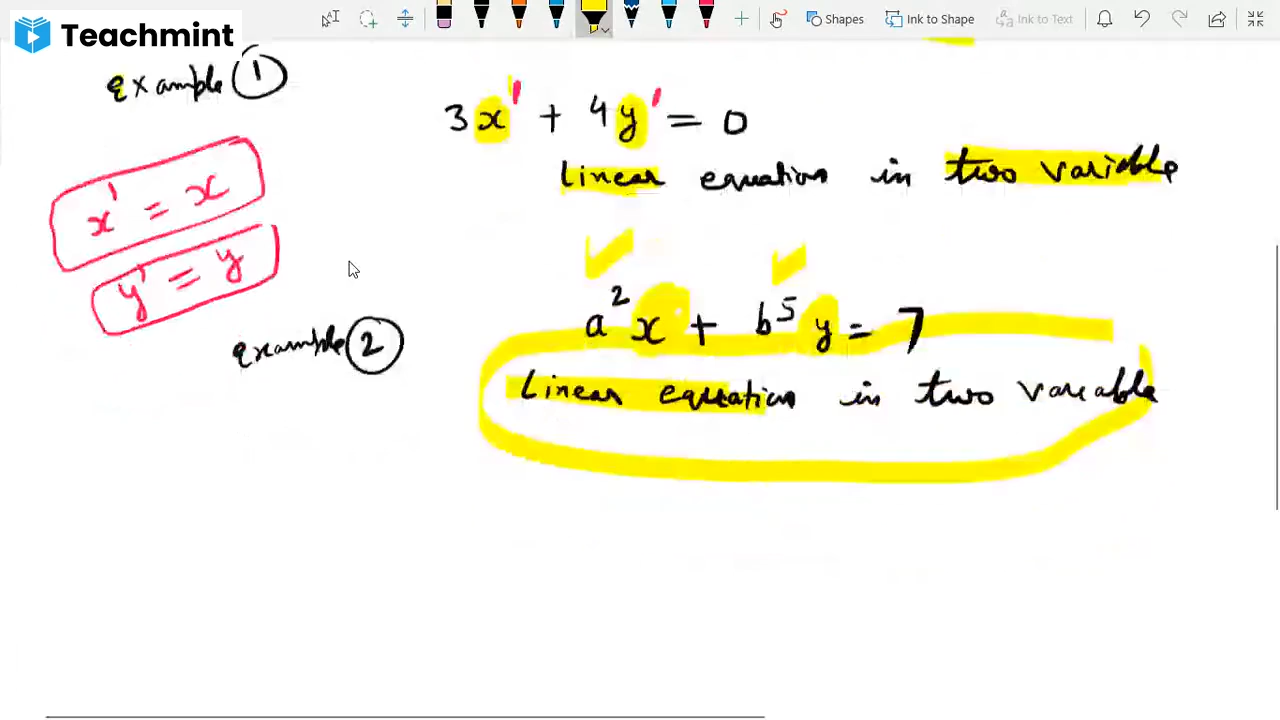 Teachmint
Shapes
Ink to Shape
Ink to Text
example 1
3x¹ + 4y¹ = 0
Linear equation in two variable
x¹ = x
y¹ = y
a²x + b⁵y = 7
example 2
Linear equation in two variable